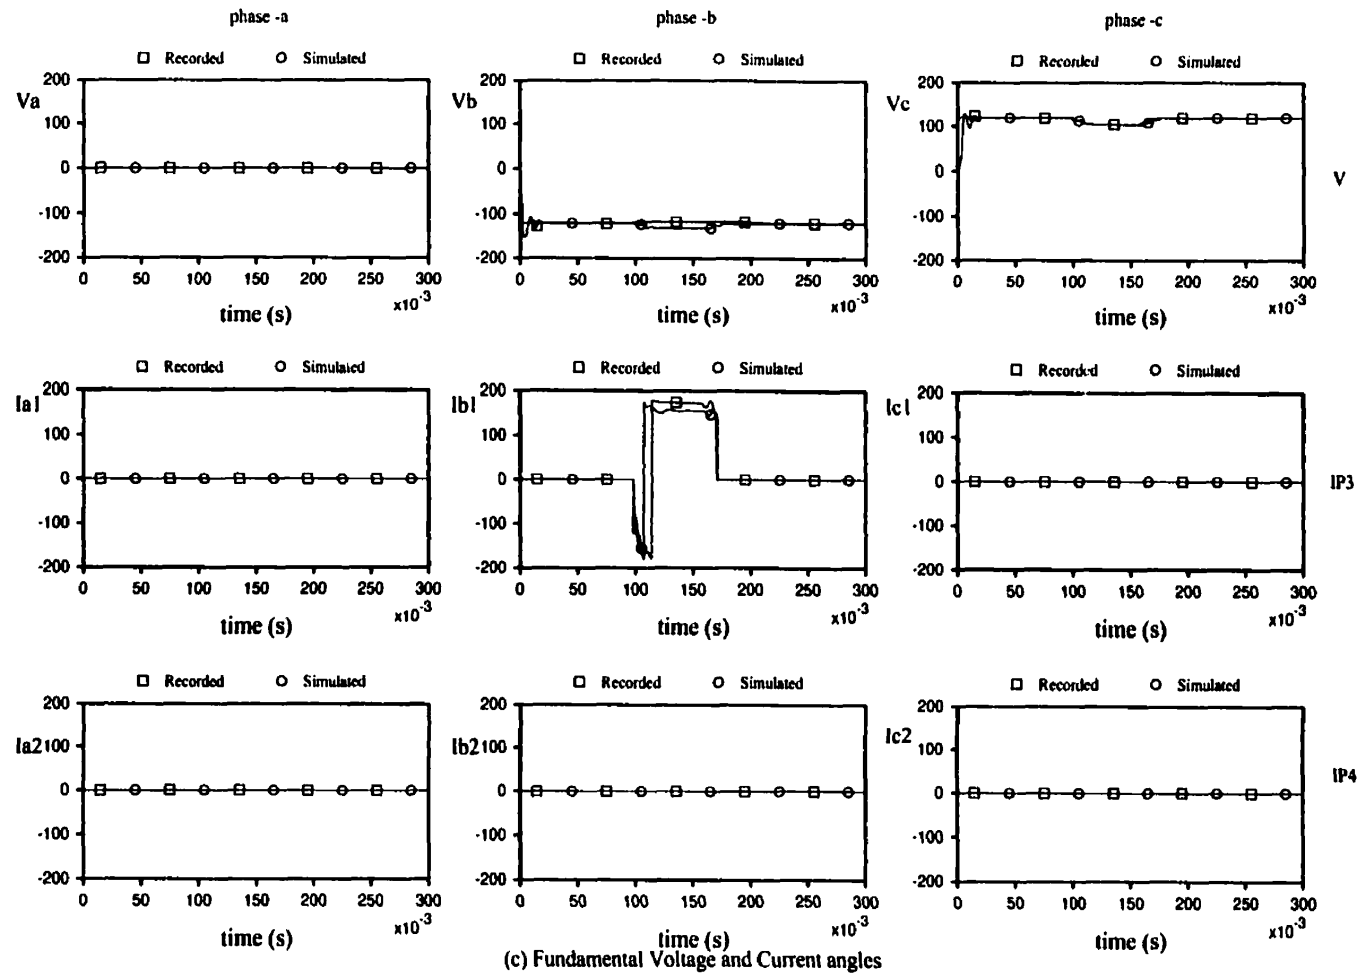 phase -a phase -b phase -c
□ Recorded ○ Simulated □ Recorded ○ Simulated □ Recorded ○ Simulated
Va 200 100 0 -100 -200
Vb 200 100 0 -100 -200
Vc 200 100 0 -100 -200 V
0 50 100 150 200 250 300 0 50 100 150 200 250 300 0 50 100 150 200 250 300
time (s) x10-3 time (s) x10-3 time (s) x10-3
□ Recorded ○ Simulated □ Recorded ○ Simulated □ Recorded ○ Simulated
Ia1 200 100 0 -100 -200
Ib1 200 100 0 -100 -200
Ic1 200 100 0 -100 -200 IP3
0 50 100 150 200 250 300 0 50 100 150 200 250 300 0 50 100 150 200 250 300
time (s) x10-3 time (s) x10-3 time (s) x10-3
□ Recorded ○ Simulated □ Recorded ○ Simulated □ Recorded ○ Simulated
Ia2 200 100 0 -100 -200
Ib2 200 100 0 -100 -200
Ic2 200 100 0 -100 -200 IP4
0 50 100 150 200 250 300 0 50 100 150 200 250 300 0 50 100 150 200 250 300
time (s) x10-3 time (s) x10-3 time (s) x10-3
(c) Fundamental Voltage and Current angles